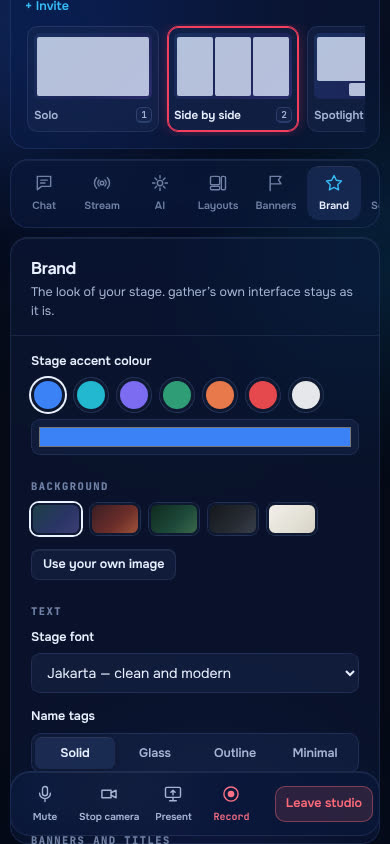 + Invite
Solo 1
Side by side 2
Spotlight
Chat Stream AI Layouts Banners Brand
Brand
The look of your stage. gather's own interface stays as
it is.
Stage accent colour
BACKGROUND
Use your own image
TEXT
Stage font
Jakarta — clean and modern
Name tags
Solid Glass Outline Minimal
Mute Stop camera Present Record Leave studio
BANNERS AND TITLES